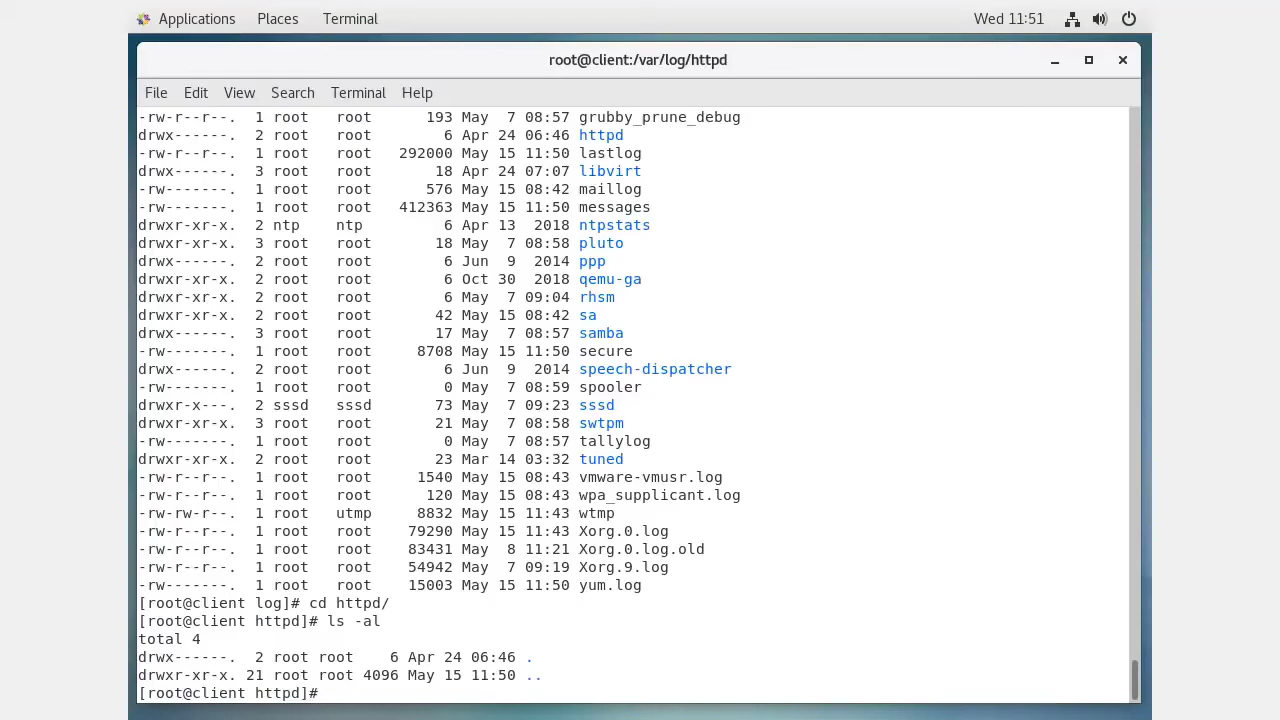 Applications Places Terminal Wed 11:51
root@client:/var/log/httpd
File Edit View Search Terminal Help
-rw-r--r--.  1 root   root      193 May  7 08:57 grubby_prune_debug
drwx------.  2 root   root        6 Apr 24 06:46 httpd
-rw-r--r--.  1 root   root   292000 May 15 11:50 lastlog
drwx------.  3 root   root       18 Apr 24 07:07 libvirt
-rw-------.  1 root   root      576 May 15 08:42 maillog
-rw-------.  1 root   root   412363 May 15 11:50 messages
drwxr-xr-x.  2 ntp    ntp         6 Apr 13  2018 ntpstats
drwxr-xr-x.  3 root   root       18 May  7 08:58 pluto
drwx------.  2 root   root        6 Jun  9  2014 ppp
drwxr-xr-x.  2 root   root        6 Oct 30  2018 qemu-ga
drwxr-xr-x.  2 root   root        6 May  7 09:04 rhsm
drwxr-xr-x.  2 root   root       42 May 15 08:42 sa
drwx------.  3 root   root       17 May  7 08:57 samba
-rw-------.  1 root   root     8708 May 15 11:50 secure
drwx------.  2 root   root        6 Jun  9  2014 speech-dispatcher
-rw-------.  1 root   root        0 May  7 08:59 spooler
drwxr-x---.  2 sssd   sssd       73 May  7 09:23 sssd
drwxr-xr-x.  3 root   root       21 May  7 08:58 swtpm
-rw-------.  1 root   root        0 May  7 08:57 tallylog
drwxr-xr-x.  2 root   root       23 Mar 14 03:32 tuned
-rw-r--r--.  1 root   root     1540 May 15 08:43 vmware-vmusr.log
-rw-r--r--.  1 root   root      120 May 15 08:43 wpa_supplicant.log
-rw-rw-r--.  1 root   utmp     8832 May 15 11:43 wtmp
-rw-r--r--.  1 root   root    79290 May 15 11:43 Xorg.0.log
-rw-r--r--.  1 root   root    83431 May  8 11:21 Xorg.0.log.old
-rw-r--r--.  1 root   root    54942 May  7 09:19 Xorg.9.log
-rw-------.  1 root   root    15003 May 15 11:50 yum.log
[root@client log]# cd httpd/
[root@client httpd]# ls -al
total 4
drwx------.  2 root root    6 Apr 24 06:46 .
drwxr-xr-x. 21 root root 4096 May 15 11:50 ..
[root@client httpd]#